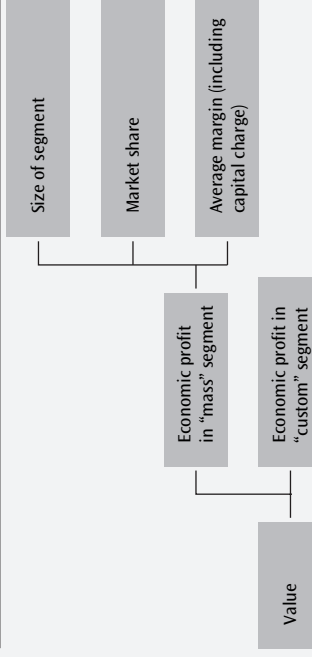 Value
Economic profit
in “mass” segment
Economic profit in
“custom” segment
Size of segment
Market share
Average margin (including
capital charge)